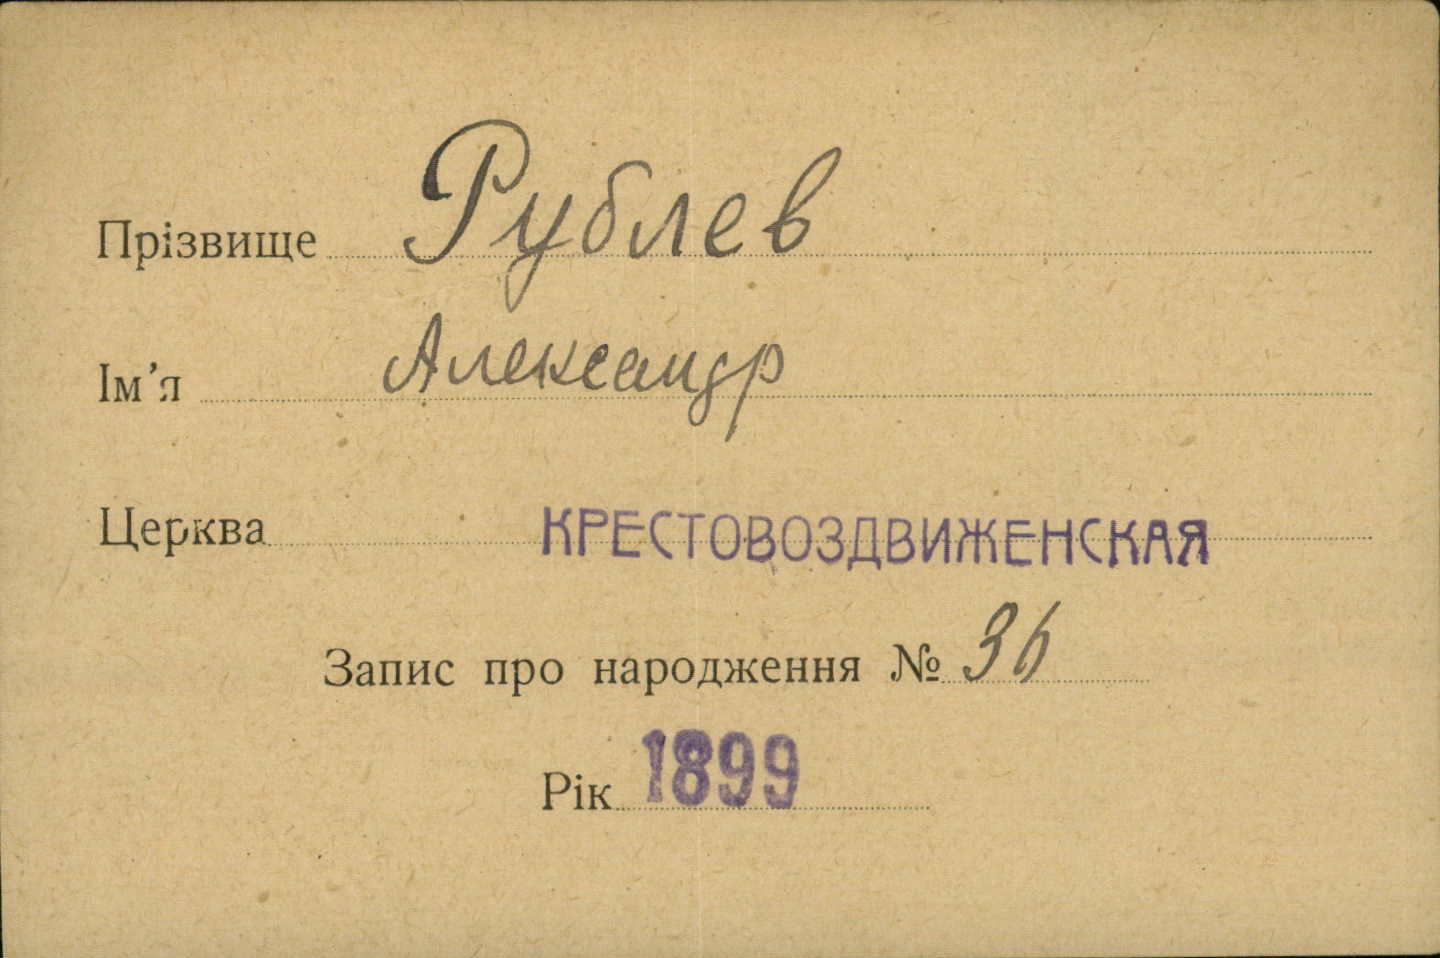 Прізвище Рублев
Ім'я Александр
Церква КРЕСТОВОЗДВИЖЕНСКАЯ
Запис про народження № 36
Рік 1899